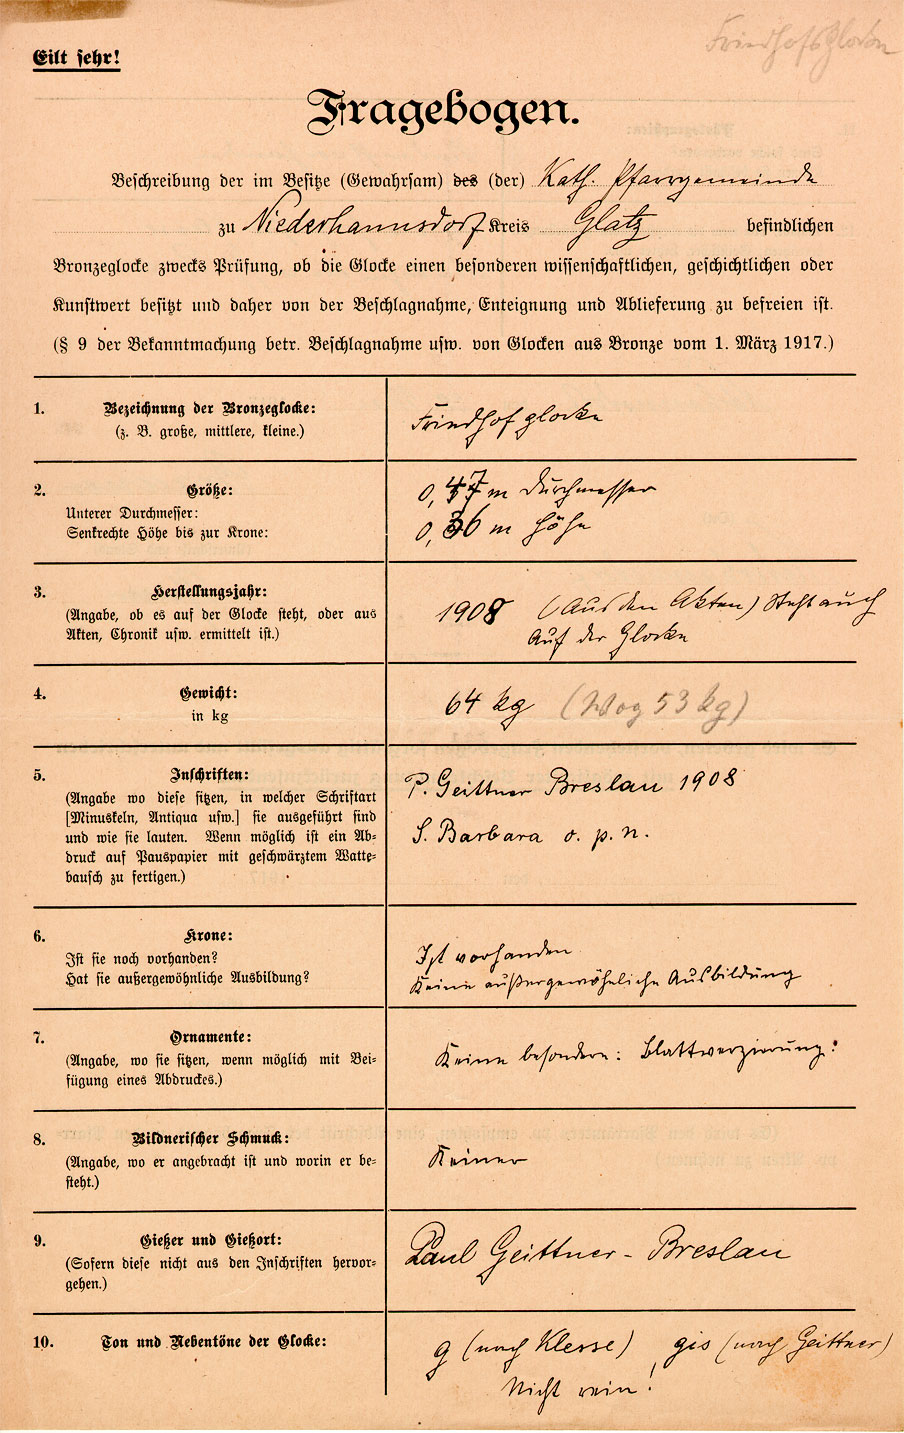 Friedhofsglocke
Eilt sehr!
Fragebogen.
Beschreibung der im Besitze (Gewahrsam) des (der) Kath. Pfarrgemeinde
zu Niederhannsdorf Kreis Glatz befindlichen
Bronzeglocke zwecks Prüfung, ob die Glocke einen besonderen wissenschaftlichen, geschichtlichen oder
Kunstwert besitzt und daher von der Beschlagnahme, Enteignung und Ablieferung zu befreien ist.
(§ 9 der Bekanntmachung betr. Beschlagnahme usw. von Glocken aus Bronze vom 1. März 1917.)
1. Bezeichnung der Bronzeglocke:
(z. B. große, mittlere, kleine.)
Friedhofglocke
2. Größe:
Unterer Durchmesser:
Senkrechte Höhe bis zur Krone:
0,47 m Durchmesser
0,36 m Höhe
3. Herstellungsjahr:
(Angabe, ob es auf der Glocke steht, oder aus
Akten, Chronik usw. ermittelt ist.)
1908 (Aus den Akten) Steht auch
auf der Glocke
4. Gewicht:
in kg
64 kg (Wog 53 kg)
5. Inschriften:
(Angabe wo diese sitzen, in welcher Schriftart
[Minuskeln, Antiqua usw.] sie ausgeführt sind
und wie sie lauten. Wenn möglich ist ein Ab-
druck auf Pauspapier mit geschwärztem Watte-
bausch zu fertigen.)
P. Geittner Breslau 1908
S. Barbara o. p. n.
6. Krone:
Ist sie noch vorhanden?
Hat sie außergewöhnliche Ausbildung?
Ist vorhanden
Keine außergewöhnliche Ausbildung
7. Ornamente:
(Angabe, wo sie sitzen, wenn möglich mit Bei-
fügung eines Abdruckes.)
Keine besondere: Blattverzierung.
8. Bildnerischer Schmuck:
(Angabe, wo er angebracht ist und worin er be-
steht.)
Keiner
9. Gießer und Gießort:
(Sofern diese nicht aus den Inschriften hervor-
gehen.)
Paul Geittner - Breslau
10. Ton und Nebentöne der Glocke:
g (nach Klesse), gis (nach Geittner)
Nicht rein!